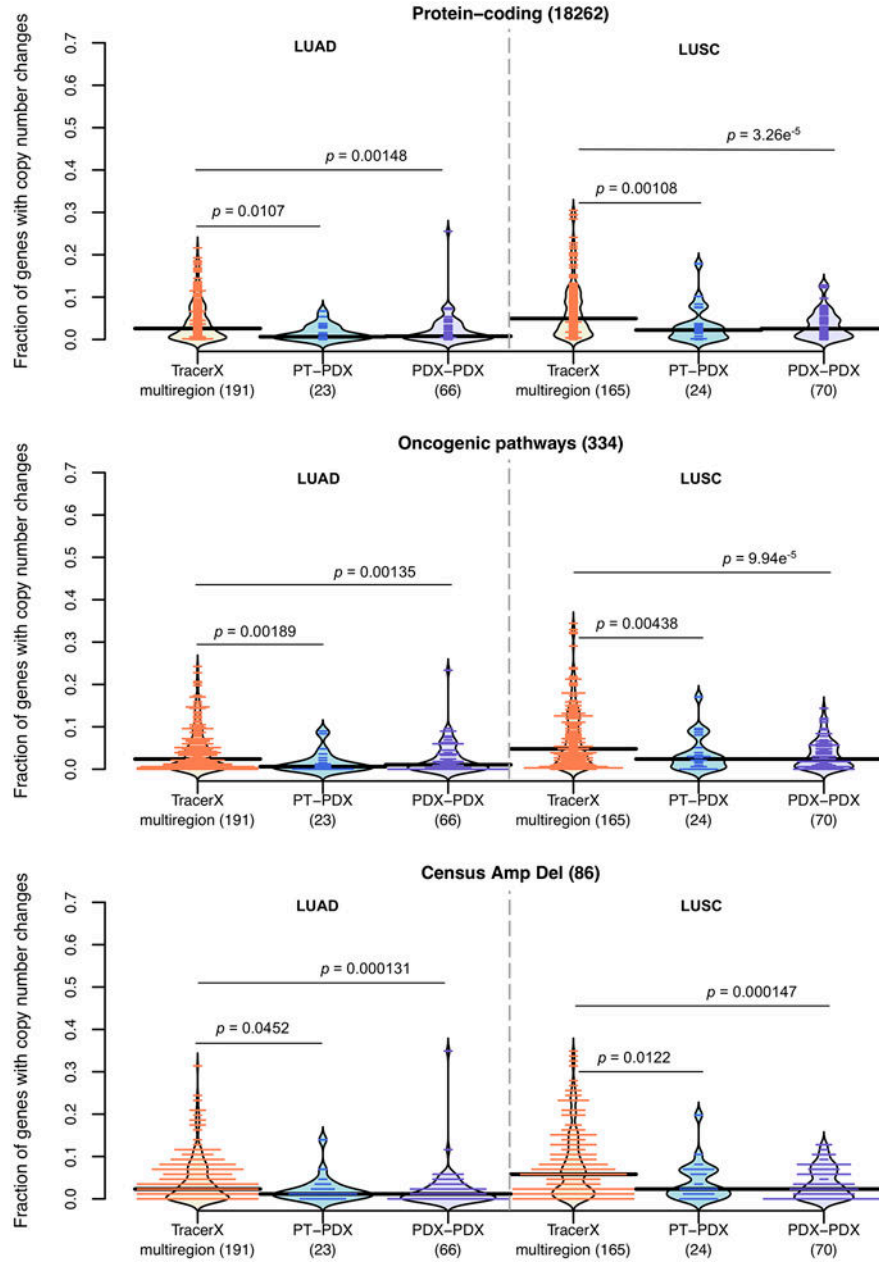 Protein−coding (18262)
Fraction of genes with copy number changes
0.7
0.6
0.5
0.4
0.3
0.2
0.1
0.0
LUAD
LUSC
p = 0.00148
p = 3.26e-5
p = 0.0107
p = 0.00108
TracerX PT−PDX PDX−PDX TracerX PT−PDX PDX−PDX
multiregion (191) (23) (66) multiregion (165) (24) (70)
Oncogenic pathways (334)
Fraction of genes with copy number changes
0.7
0.6
0.5
0.4
0.3
0.2
0.1
0.0
LUAD
LUSC
p = 0.00135
p = 9.94e-5
p = 0.00189
p = 0.00438
TracerX PT−PDX PDX−PDX TracerX PT−PDX PDX−PDX
multiregion (191) (23) (66) multiregion (165) (24) (70)
Census Amp Del (86)
Fraction of genes with copy number changes
0.7
0.6
0.5
0.4
0.3
0.2
0.1
0.0
LUAD
LUSC
p = 0.000131
p = 0.000147
p = 0.0452
p = 0.0122
TracerX PT−PDX PDX−PDX TracerX PT−PDX PDX−PDX
multiregion (191) (23) (66) multiregion (165) (24) (70)